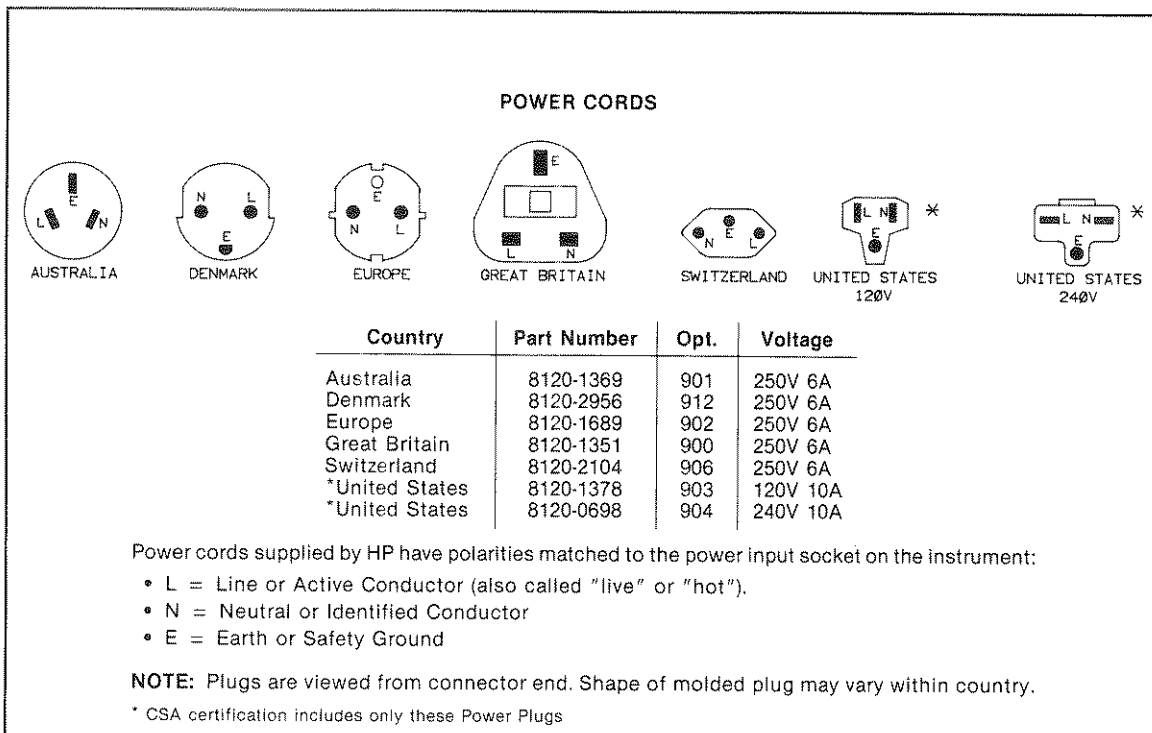 POWER CORDS
E
L N
AUSTRALIA
N L
E
DENMARK
E
N L
EUROPE
E
L N
GREAT BRITAIN
N E L
SWITZERLAND
L N *
E
UNITED STATES
120V
L N *
E
UNITED STATES
240V
Country Part Number Opt. Voltage
Australia 8120-1369 901 250V 6A
Denmark 8120-2956 912 250V 6A
Europe 8120-1689 902 250V 6A
Great Britain 8120-1351 900 250V 6A
Switzerland 8120-2104 906 250V 6A
*United States 8120-1378 903 120V 10A
*United States 8120-0698 904 240V 10A
Power cords supplied by HP have polarities matched to the power input socket on the instrument:
• L = Line or Active Conductor (also called "live" or "hot").
• N = Neutral or Identified Conductor
• E = Earth or Safety Ground
NOTE: Plugs are viewed from connector end. Shape of molded plug may vary within country.
* CSA certification includes only these Power Plugs